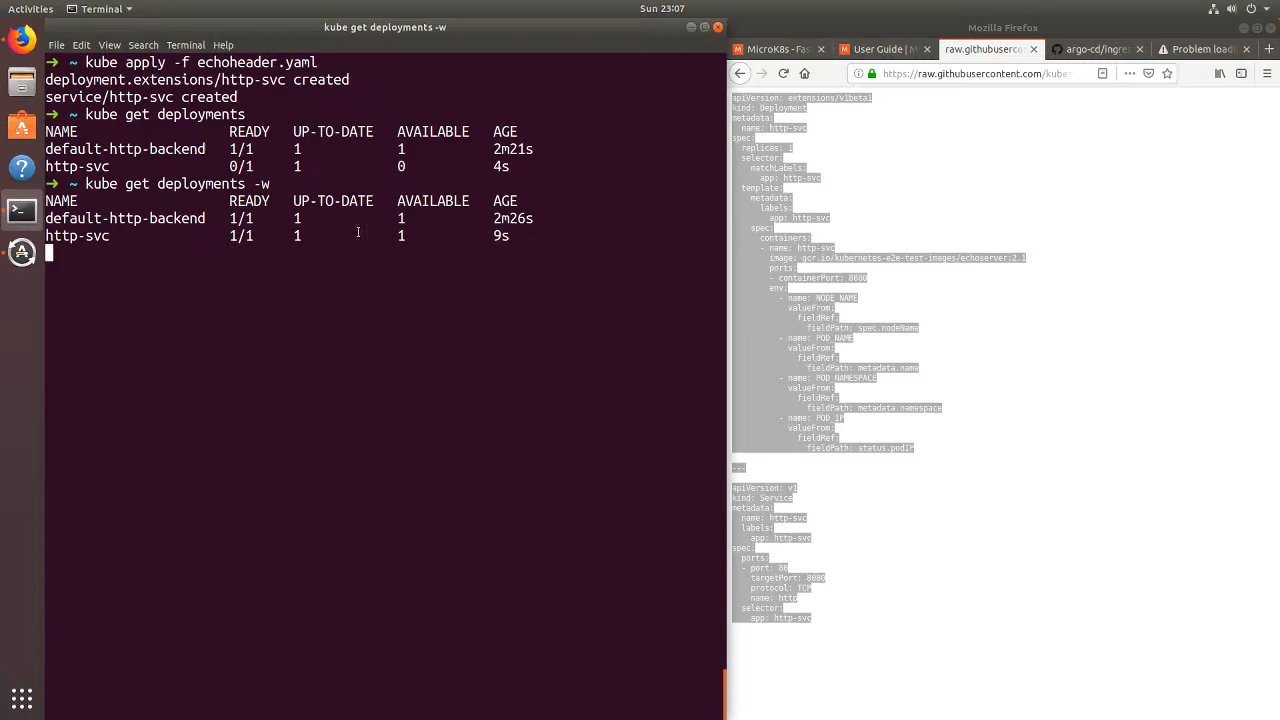 Activities
Terminal
Sun 23:07
kube get deployments -w
File Edit View Search Terminal Help
➜ ~ kube apply -f echoheader.yaml
deployment.extensions/http-svc created
service/http-svc created
➜ ~ kube get deployments
NAME READY UP-TO-DATE AVAILABLE AGE
default-http-backend 1/1 1 1 2m21s
http-svc 0/1 1 0 4s
➜ ~ kube get deployments -w
NAME READY UP-TO-DATE AVAILABLE AGE
default-http-backend 1/1 1 1 2m26s
http-svc 1/1 1 1 9s
Mozilla Firefox
MicroK8s - Fas
User Guide | M
raw.githubusercont
argo-cd/ingres
Problem loadi
https://raw.githubusercontent.com/kube
apiVersion: extensions/v1beta1
kind: Deployment
metadata:
name: http-svc
spec:
replicas: 1
selector:
matchLabels:
app: http-svc
template:
metadata:
labels:
app: http-svc
spec:
containers:
- name: http-svc
image: gcr.io/kubernetes-e2e-test-images/echoserver:2.1
ports:
- containerPort: 8080
env:
- name: NODE_NAME
valueFrom:
fieldRef:
fieldPath: spec.nodeName
- name: POD_NAME
valueFrom:
fieldRef:
fieldPath: metadata.name
- name: POD_NAMESPACE
valueFrom:
fieldRef:
fieldPath: metadata.namespace
- name: POD_IP
valueFrom:
fieldRef:
fieldPath: status.podIP
---
apiVersion: v1
kind: Service
metadata:
name: http-svc
labels:
app: http-svc
spec:
ports:
- port: 80
targetPort: 8080
protocol: TCP
name: http
selector:
app: http-svc